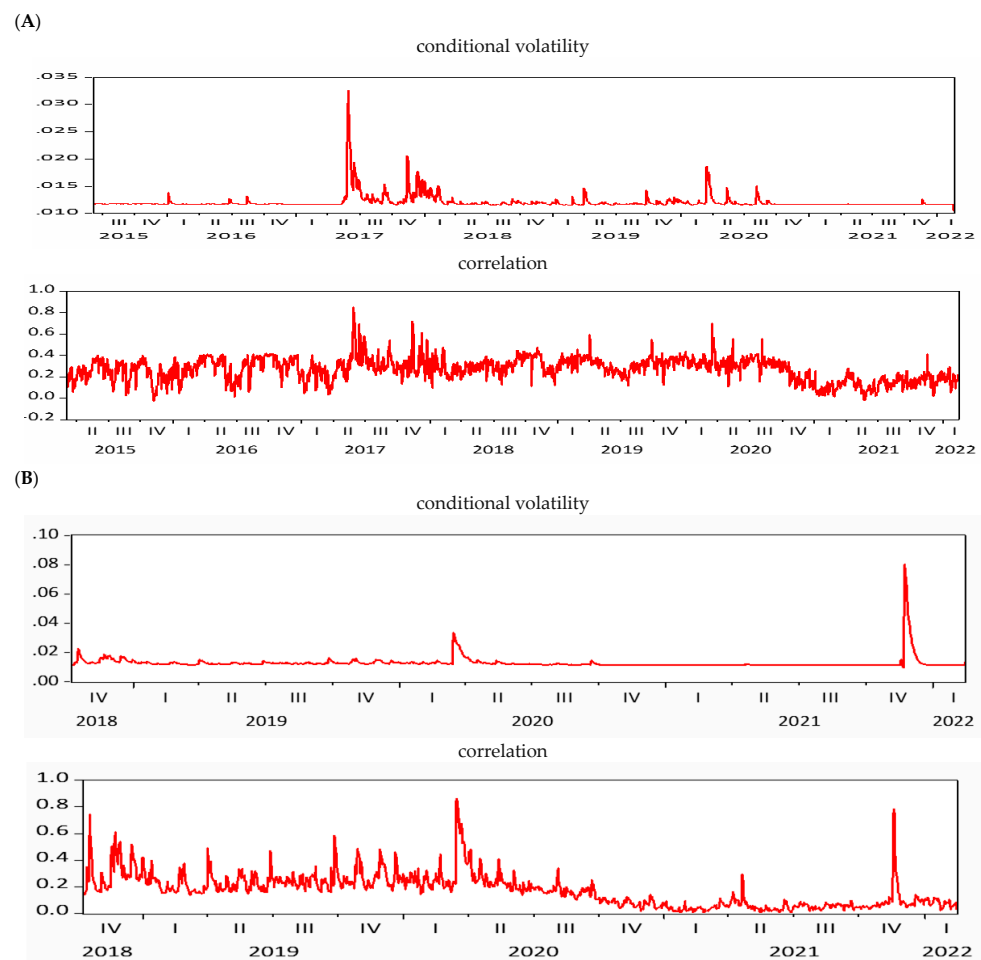 (A)
conditional volatility
.035
.030
.025
.020
.015
.010
III IV I II III IV I II III IV I II III IV I II III IV I II III IV I II III IV
2015 2016 2017 2018 2019 2020 2021 2022
correlation
1.0
0.8
0.6
0.4
0.2
0.0
-0.2
II III IV I II III IV I II III IV I II III IV I II III IV I II III IV I II III IV I
2015 2016 2017 2018 2019 2020 2021 2022
(B)
conditional volatility
.10
.08
.06
.04
.02
.00
IV I II III IV I II III IV I II III IV I
2018 2019 2020 2021 2022
correlation
1.0
0.8
0.6
0.4
0.2
0.0
IV I II III IV I II III IV I II III IV I
2018 2019 2020 2021 2022